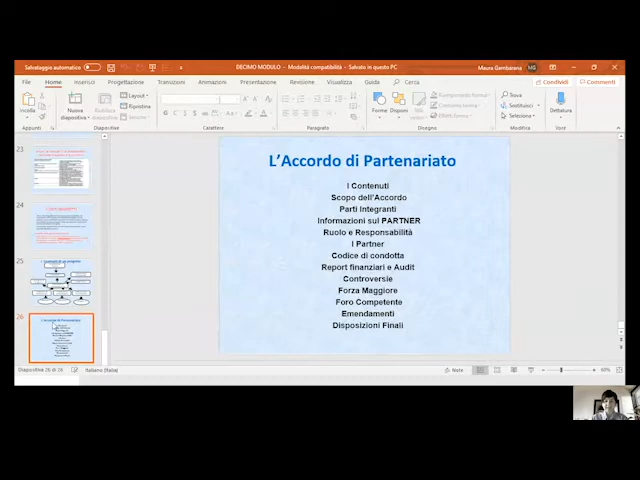 Salvataggio automatico
DECIMO MODULO – Modalità compatibilità – Salvato in questo PC
Maura Gambarana
MG
File
Home
Inserisci
Progettazione
Transizioni
Animazioni
Presentazione
Revisione
Visualizza
Guida
Cerca
Condividi
Commenti
Incolla
Nuova
diapositiva
Layout
Ripristina
Sezione
Forme
Disponi
Trova
Sostituisci
Seleziona
Dettatura
Appunti
Diapositive
Carattere
Paragrafo
Disegno
Modifica
Voce
23
24
25
26
L'Accordo di Partenariato
I Contenuti
Scopo dell'Accordo
Parti Integranti
Informazioni sul PARTNER
Ruolo e Responsabilità
I Partner
Codice di condotta
Report finanziari e Audit
Controversie
Forza Maggiore
Foro Competente
Emendamenti
Disposizioni Finali
Diapositiva 26 di 26
Italiano (Italia)
Note
69%